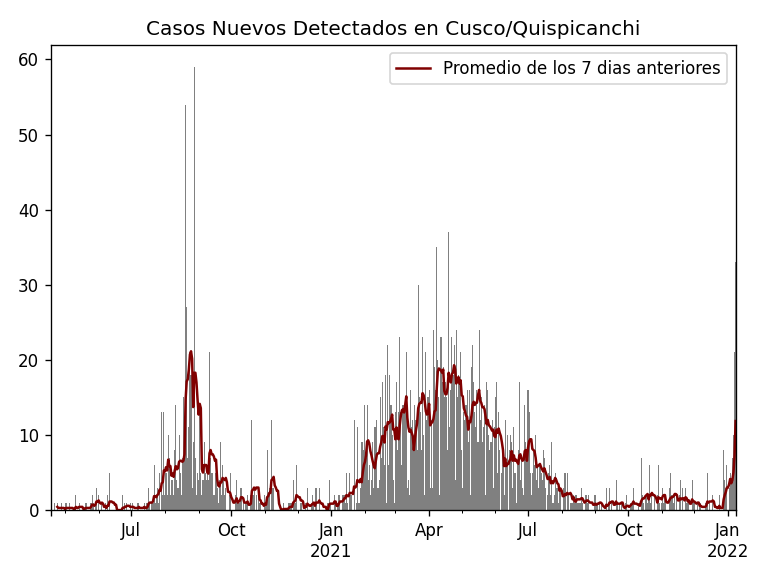 Casos Nuevos Detectados en Cusco/Quispicanchi
Promedio de los 7 dias anteriores
60
50
40
30
20
10
0
Jul Oct Jan Apr Jul Oct Jan
2021 2022